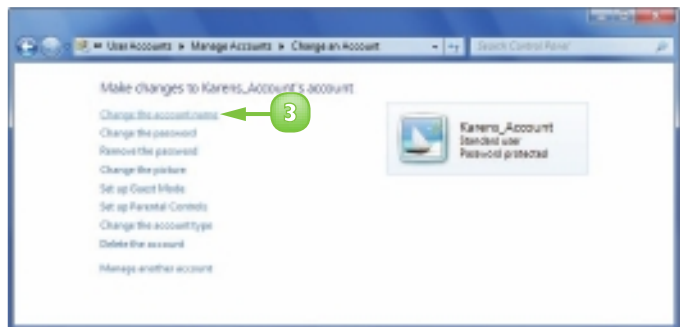 User Accounts ▸ Manage Accounts ▸ Change an Account
Search Control Panel
Make changes to Karens_Account's account
Change the account name
3
Change the password
Remove the password
Change the picture
Set up Guest Mode
Set up Parental Controls
Change the account type
Delete the account
Manage another account
Karens_Account
Standard user
Password protected